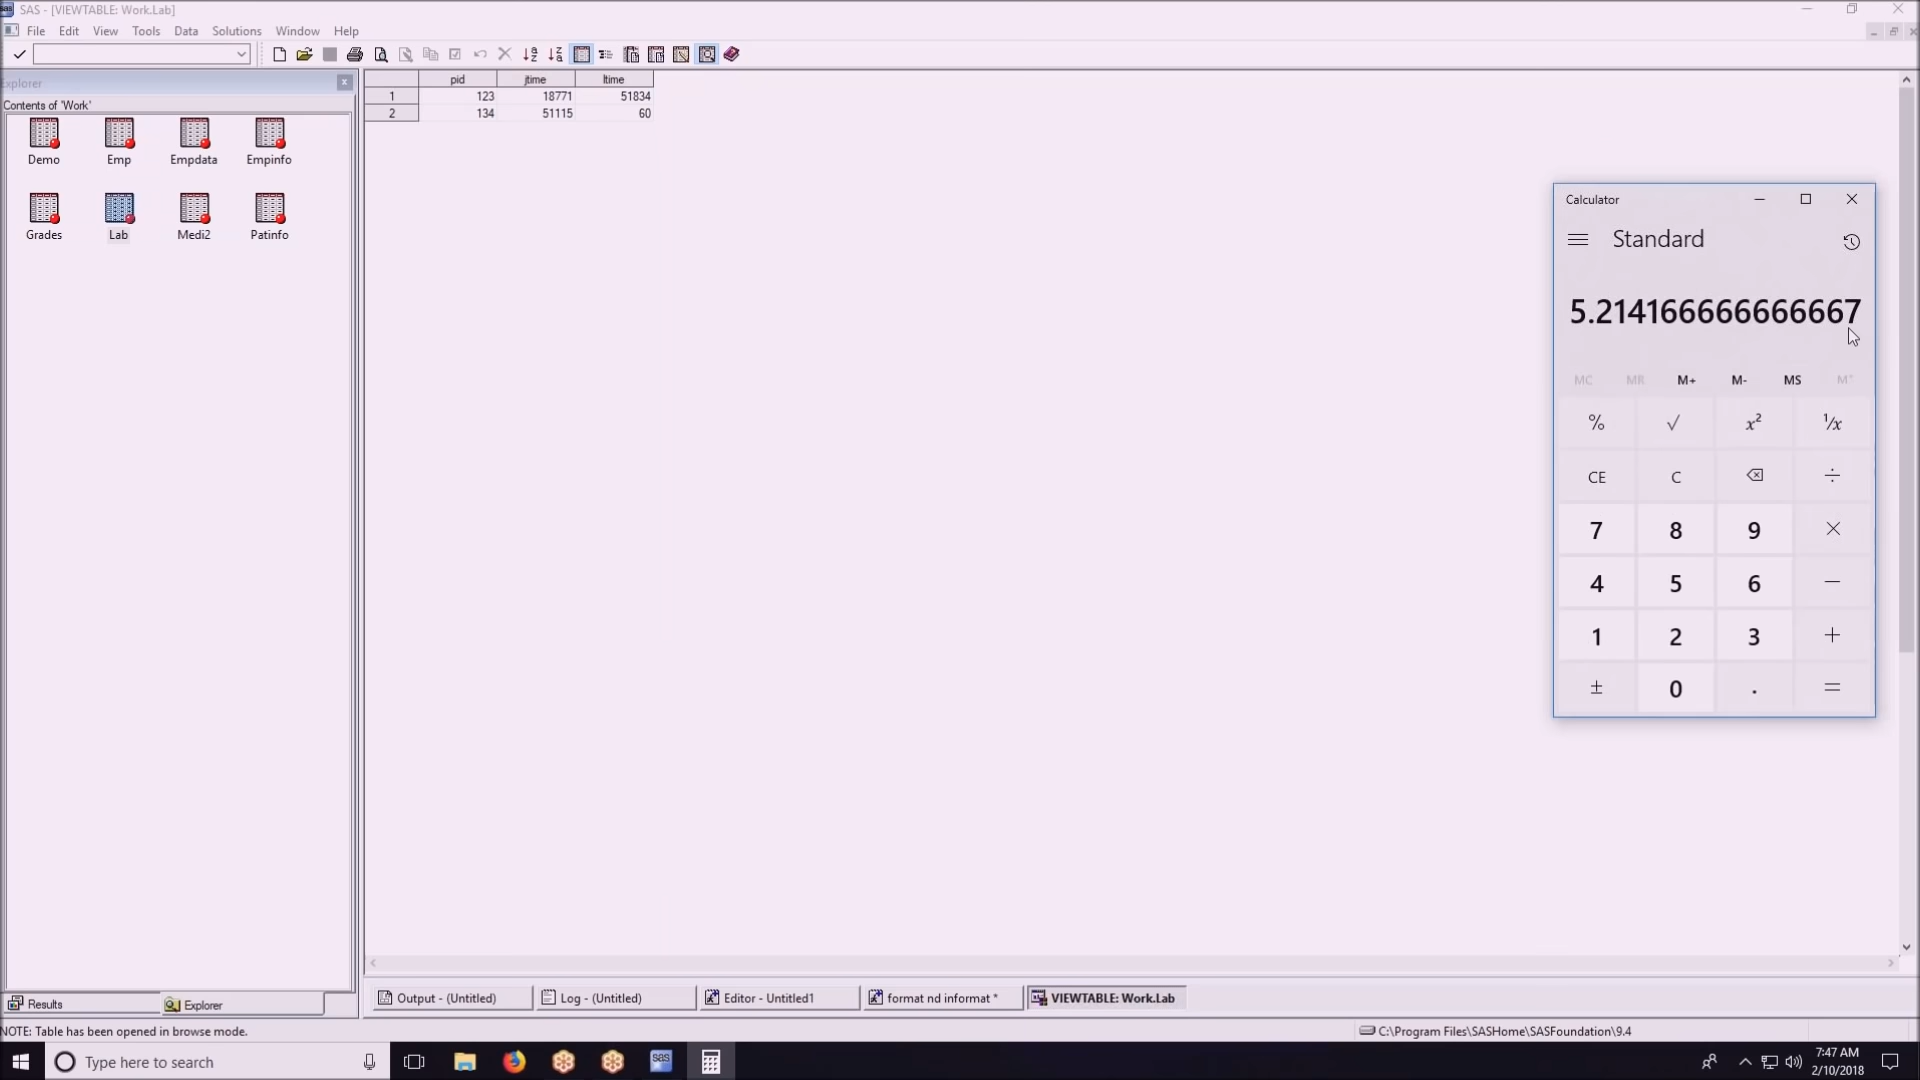 SAS - [VIEWTABLE: Work.Lab]
File Edit View Tools Data Solutions Window Help
Explorer
Contents of 'Work'
Demo Emp Empdata Empinfo
Grades Lab Medi2 Patinfo
pid jtime ltime
1 123 18771 51834
2 134 51115 60
Calculator
Standard
5.214166666666667
MC MR M+ M- MS M˅
% √ x² ¹/x
CE C ÷
7 8 9 ×
4 5 6 −
1 2 3 +
± 0 . =
Results Explorer
Output - (Untitled) Log - (Untitled) Editor - Untitled1 format nd informat * VIEWTABLE: Work.Lab
NOTE: Table has been opened in browse mode.
C:\Program Files\SASHome\SASFoundation\9.4
Type here to search
sas
7:47 AM
2/10/2018